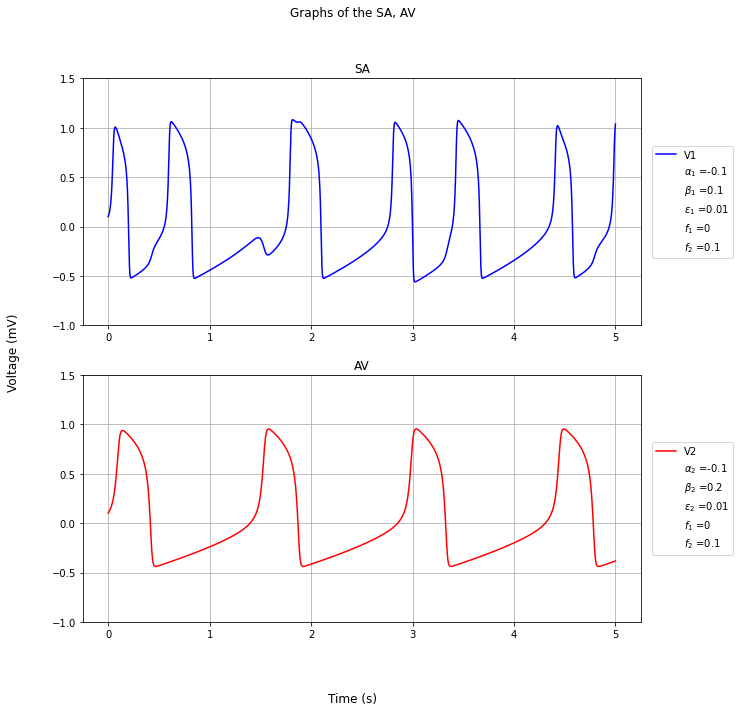 Graphs of the SA, AV
SA
1.5
1.0
0.5
0.0
−0.5
−1.0
0 1 2 3 4 5
V1
α₁ =-0.1
β₁ =0.1
ε₁ =0.01
f₁ =0
f₂ =0.1
Voltage (mV)
AV
1.5
1.0
0.5
0.0
−0.5
−1.0
0 1 2 3 4 5
V2
α₂ =-0.1
β₂ =0.2
ε₂ =0.01
f₁ =0
f₂ =0.1
Time (s)